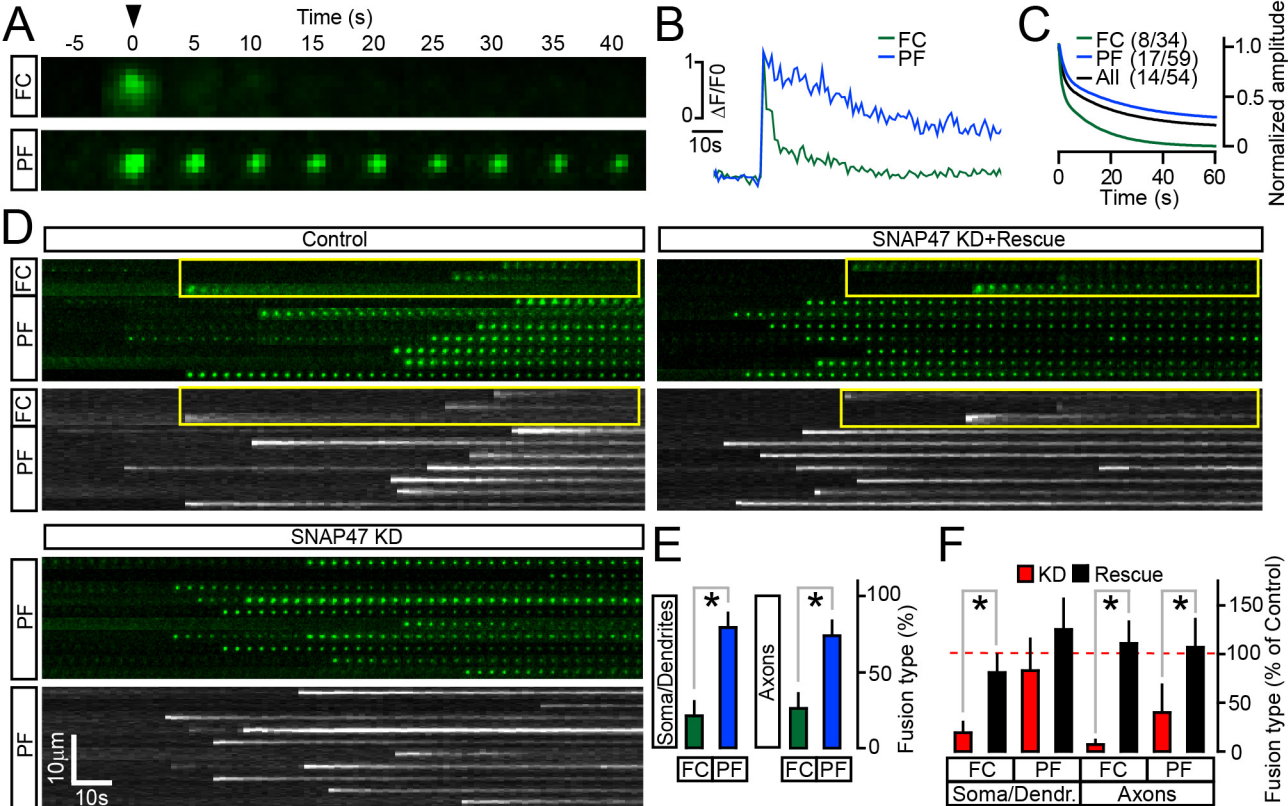 A
Time (s)
-5 0 5 10 15 20 25 30 35 40
FC
PF
B
FC
PF
1
0
ΔF/F0
10s
C
FC (8/34)
PF (17/59)
All (14/54)
1.0
0.5
0
Normalized amplitude
0 20 40 60
Time (s)
D
Control
FC
PF
FC
PF
SNAP47 KD+Rescue
SNAP47 KD
PF
PF
10μm
10s
E
Soma/Dendrites
* 
Axons
*
100
50
0
Fusion type (%)
FC PF FC PF
F
KD Rescue
* * *
150
100
50
0
Fusion type (% of Control)
FC PF FC PF
Soma/Dendr. Axons